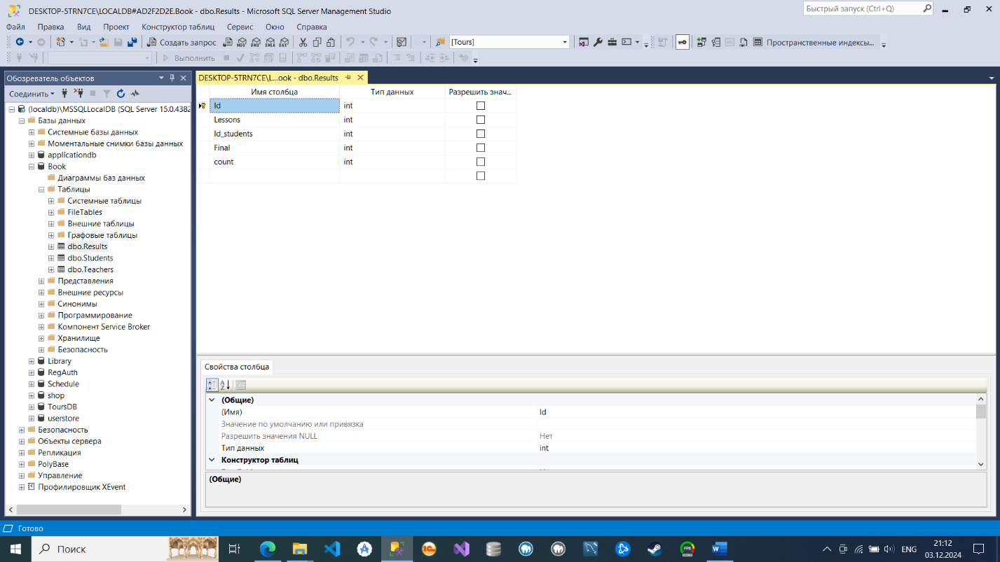 DESKTOP-5TRN7CE\LOCALDB#AD2F2D2E.Book - dbo.Results - Microsoft SQL Server Management Studio
Быстрый запуск (Ctrl+Q)
Файл Правка Вид Проект Конструктор таблиц Сервис Окно Справка
Создать запрос
MDX DMX XMLA DAX
[Tours]
Пространственные индексы...
Выполнить
Обозреватель объектов
DESKTOP-5TRN7CE\L...ook - dbo.Results
Соединить
(localdb)\MSSQLLocalDB (SQL Server 15.0.4382
Базы данных
Системные базы данных
Моментальные снимки базы данных
applicationdb
Book
Диаграммы баз данных
Таблицы
Системные таблицы
FileTables
Внешние таблицы
Графовые таблицы
dbo.Results
dbo.Students
dbo.Teachers
Представления
Внешние ресурсы
Синонимы
Программирование
Компонент Service Broker
Хранилище
Безопасность
Library
RegAuth
Schedule
shop
ToursDB
userstore
Безопасность
Объекты сервера
Репликация
PolyBase
Управление
Профилировщик XEvent
Имя столбца Тип данных Разрешить знач...
Id int
Lessons int
Id_students int
Final int
count int
Свойства столбца
(Общие)
(Имя) Id
Значение по умолчанию или привязка
Разрешить значения NULL Нет
Тип данных int
Конструктор таблиц
(Общие)
Готово
Поиск
ENG
21:12
03.12.2024